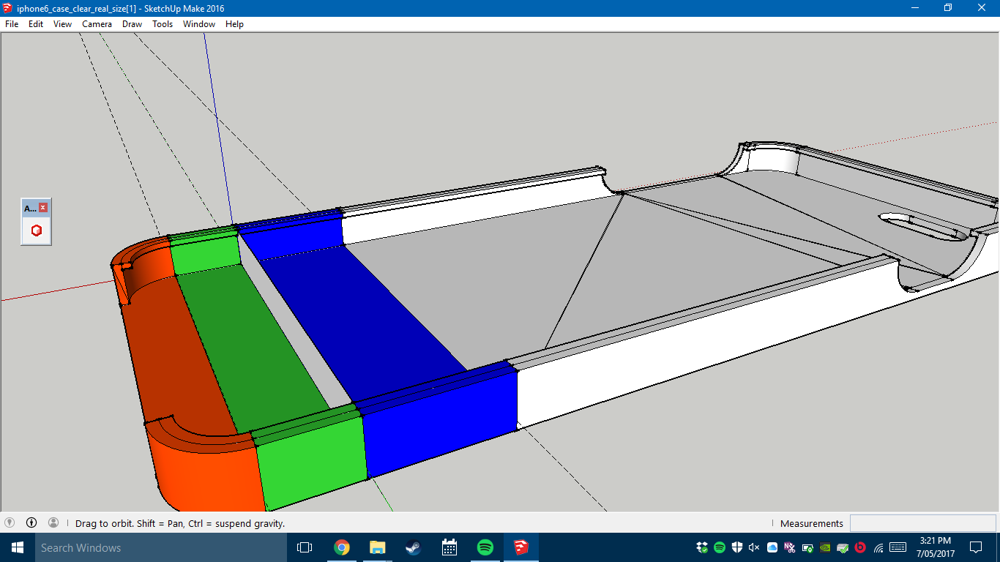 iphone6_case_clear_real_size[1] - SketchUp Make 2016
File Edit View Camera Draw Tools Window Help
A... x
Drag to orbit. Shift = Pan, Ctrl = suspend gravity.
Measurements
Search Windows
3:21 PM
7/05/2017